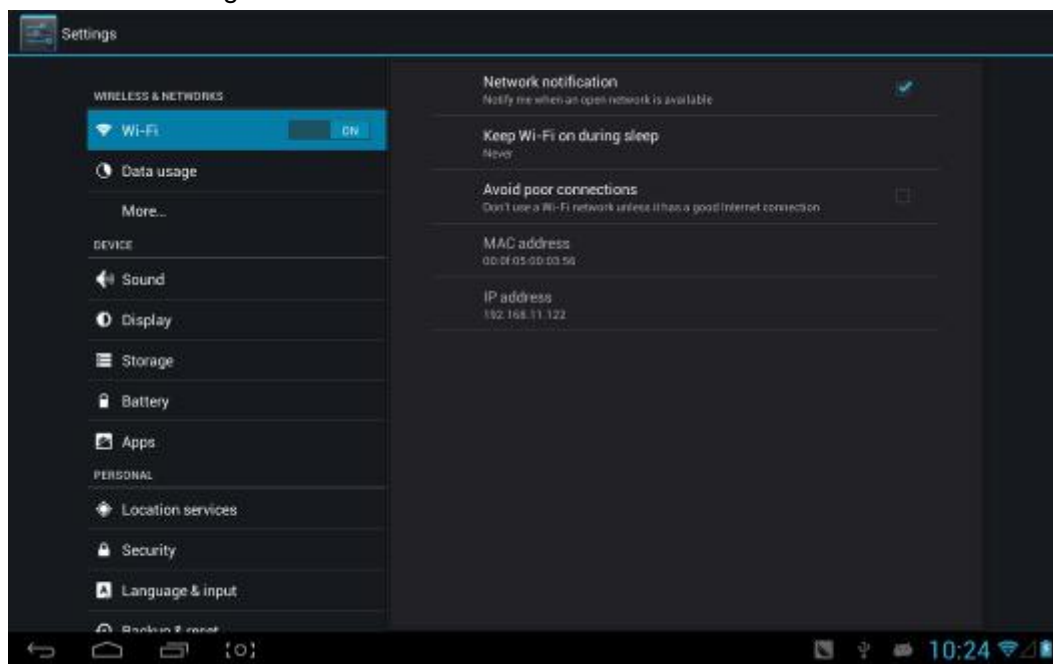 Settings
WIRELESS & NETWORKS
Wi-Fi ON
Data usage
More...
DEVICE
Sound
Display
Storage
Battery
Apps
PERSONAL
Location services
Security
Language & input
Backup & reset
Network notification
Notify me when an open network is available
Keep Wi-Fi on during sleep
Never
Avoid poor connections
Don't use a Wi-Fi network unless it has a good Internet connection
MAC address
IP address
192.168.11.122
10:24